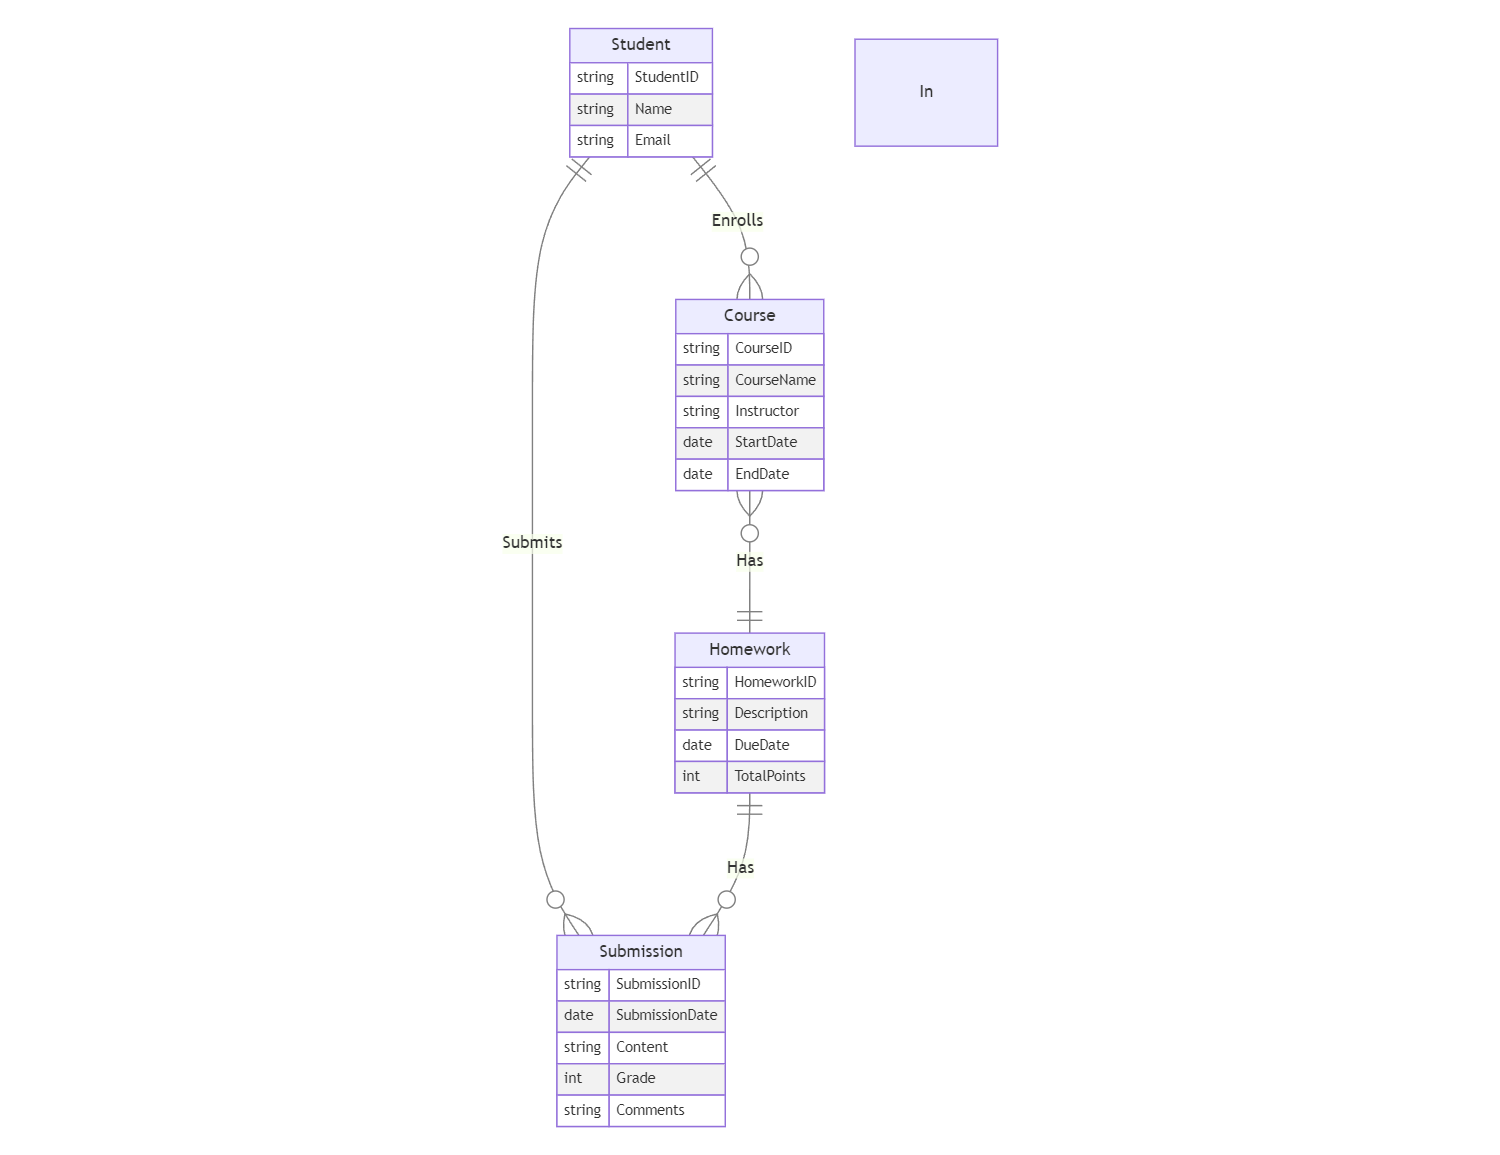 Student
string StudentID
string Name
string Email
In
Enrolls
Course
string CourseID
string CourseName
string Instructor
date StartDate
date EndDate
Submits
Has
Homework
string HomeworkID
string Description
date DueDate
int TotalPoints
Has
Submission
string SubmissionID
date SubmissionDate
string Content
int Grade
string Comments